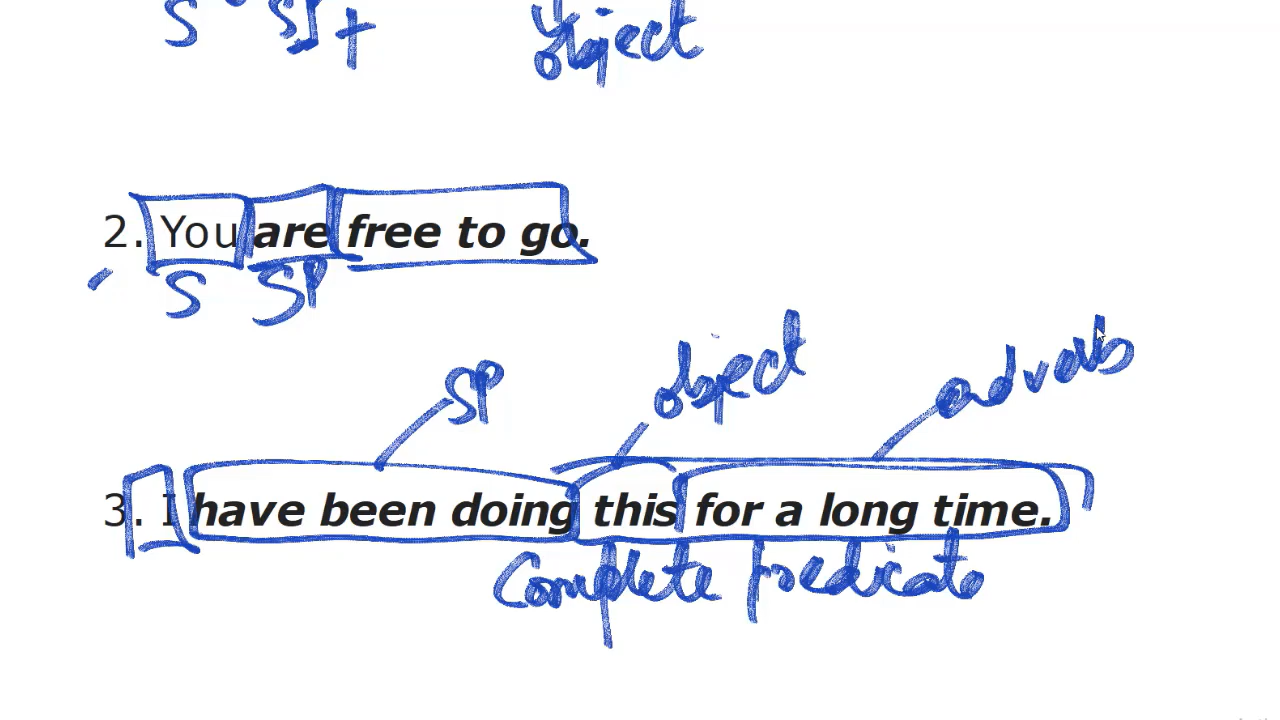 S SP +
object
2. You are free to go.
S SP
SP object adverb
3. I have been doing this for a long time.
Complete predicate